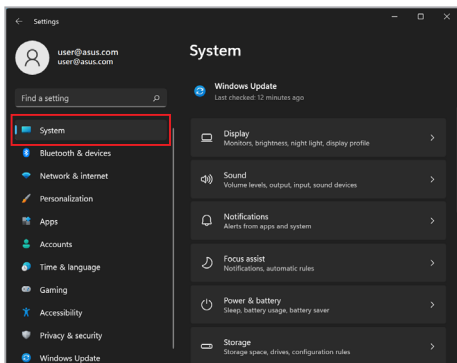 Settings
user@asus.com
user@asus.com
Find a setting
System
Bluetooth & devices
Network & internet
Personalization
Apps
Accounts
Time & language
Gaming
Accessibility
Privacy & security
Windows Update
System
Windows Update
Last checked: 12 minutes ago
Display
Monitors, brightness, night light, display profile
Sound
Volume levels, output, input, sound devices
Notifications
Alerts from apps and system
Focus assist
Notifications, automatic rules
Power & battery
Sleep, battery usage, battery saver
Storage
Storage space, drives, configuration rules